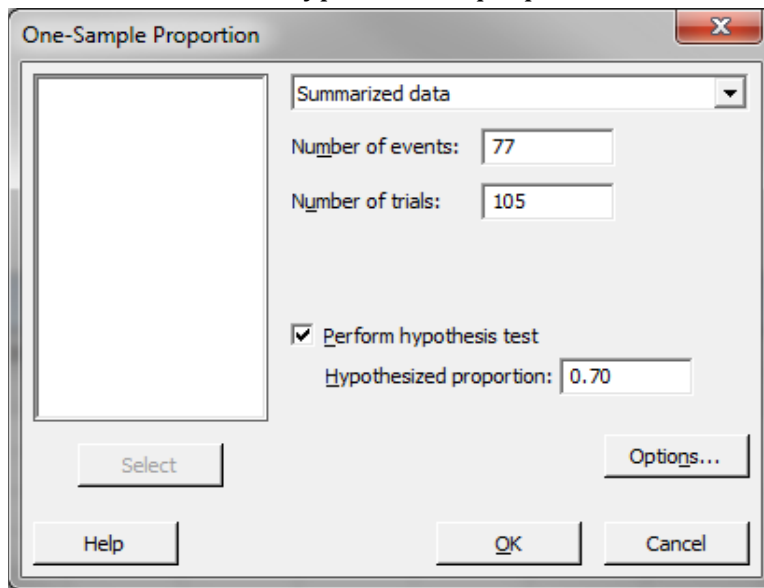 One-Sample Proportion
Summarized data
Number of events: 77
Number of trials: 105
Perform hypothesis test
Hypothesized proportion: 0.70
Select
Options...
Help
OK
Cancel